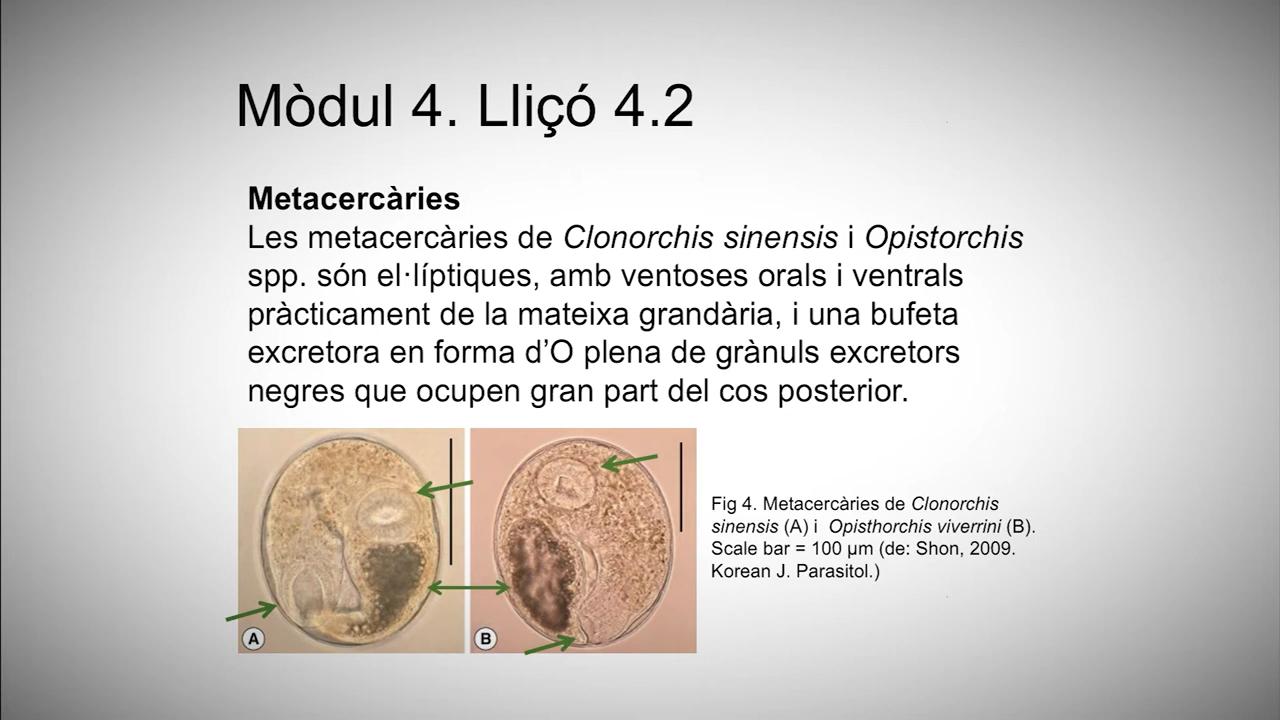 Mòdul 4. Lliçó 4.2
Metacercàries
Les metacercàries de Clonorchis sinensis i Opistorchis
spp. són el·líptiques, amb ventoses orals i ventrals
pràcticament de la mateixa grandària, i una bufeta
excretora en forma d’O plena de grànuls excretors
negres que ocupen gran part del cos posterior.
A
B
Fig 4. Metacercàries de Clonorchis
sinensis (A) i Opisthorchis viverrini (B).
Scale bar = 100 µm (de: Shon, 2009.
Korean J. Parasitol.)